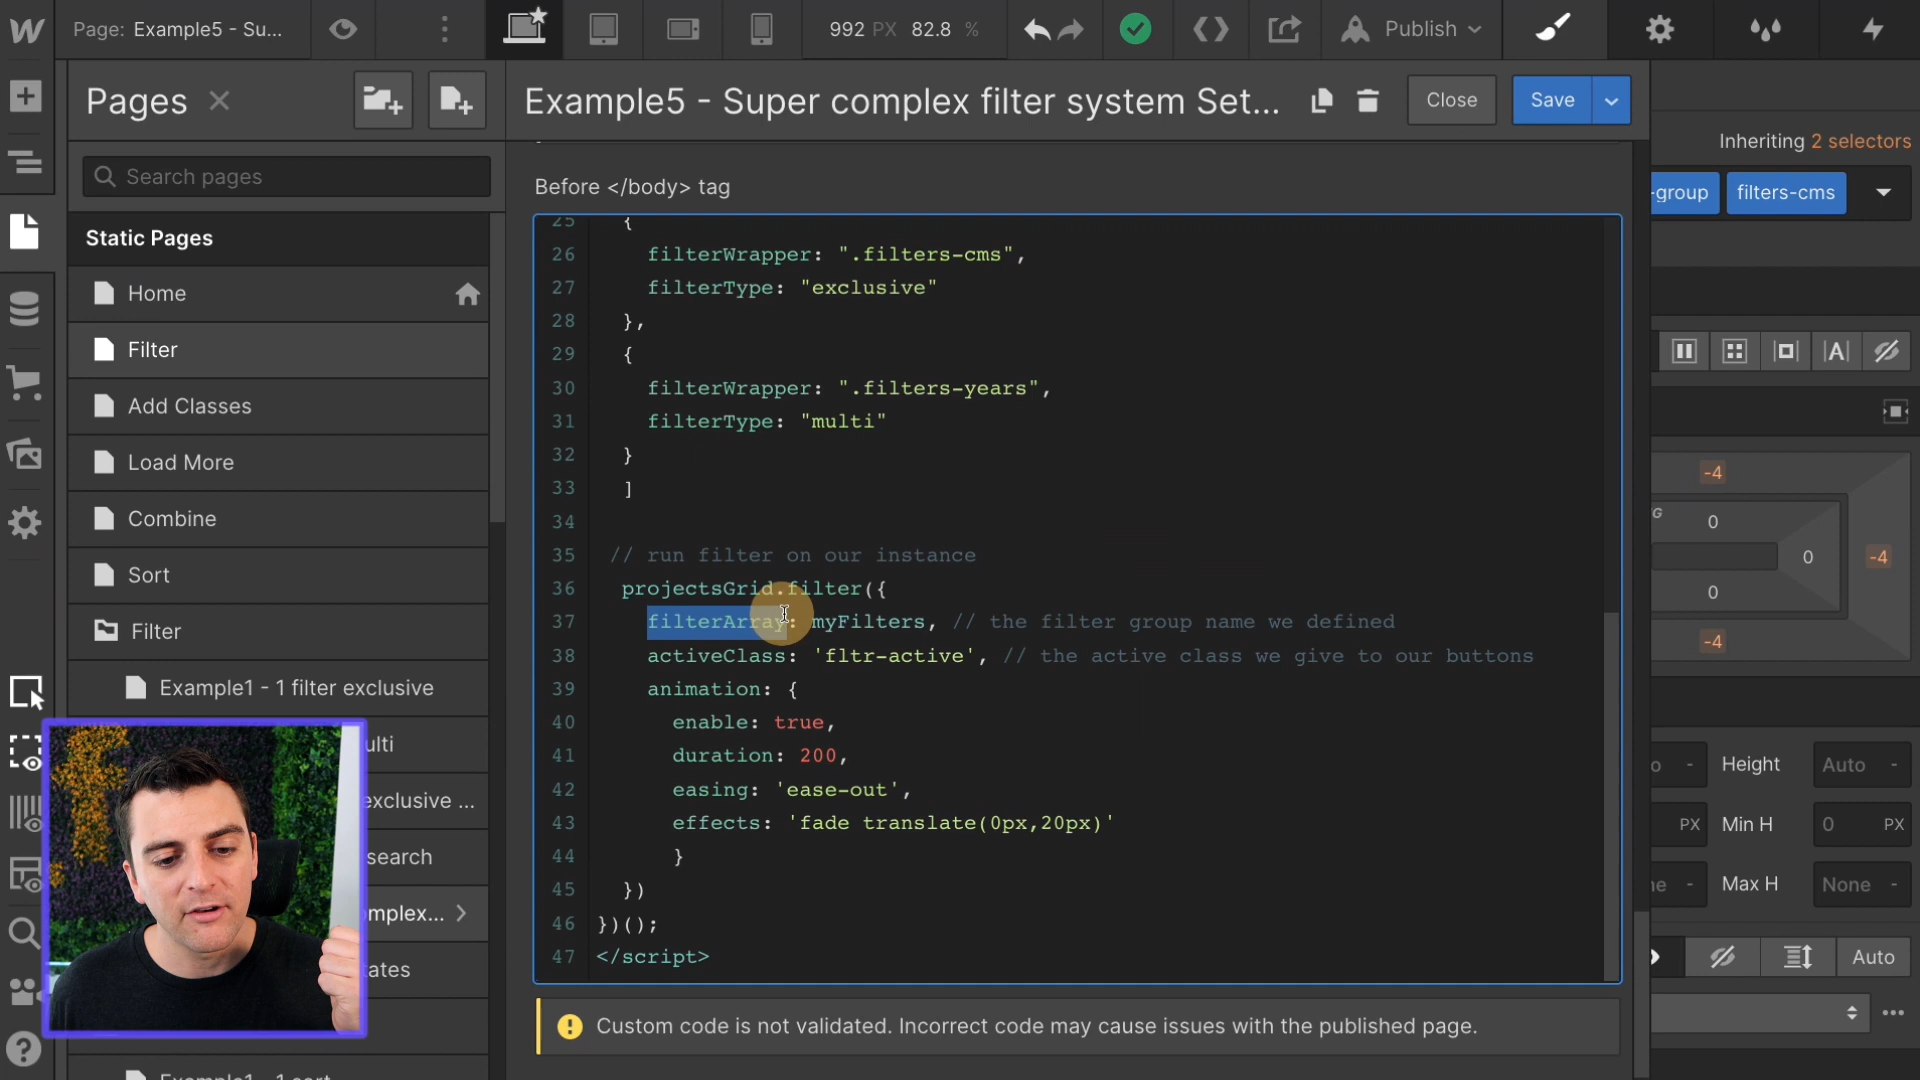 Page: Example5 - Su...
992 PX 82.8 %
Publish
Pages
Example5 - Super complex filter system Set...
Close
Save
Inheriting 2 selectors
Search pages
Before </body> tag
-group
filters-cms
Static Pages
Home
Filter
Add Classes
Load More
Combine
Sort
Filter
Example1 - 1 filter exclusive
ulti
exclusive ...
search
mplex...
ates
25 {
26 filterWrapper: ".filters-cms",
27 filterType: "exclusive"
28 },
29 {
30 filterWrapper: ".filters-years",
31 filterType: "multi"
32 }
33 ]
34
35 // run filter on our instance
36 projectsGrid.filter({
37 filterArray: myFilters, // the filter group name we defined
38 activeClass: 'fltr-active', // the active class we give to our buttons
39 animation: {
40 enable: true,
41 duration: 200,
42 easing: 'ease-out',
43 effects: 'fade translate(0px,20px)'
44 }
45 })
46 })();
47 </script>
Custom code is not validated. Incorrect code may cause issues with the published page.
-4
0
0 -4
0
-4
o - Height Auto -
PX Min H 0 PX
ne - Max H None -
Auto